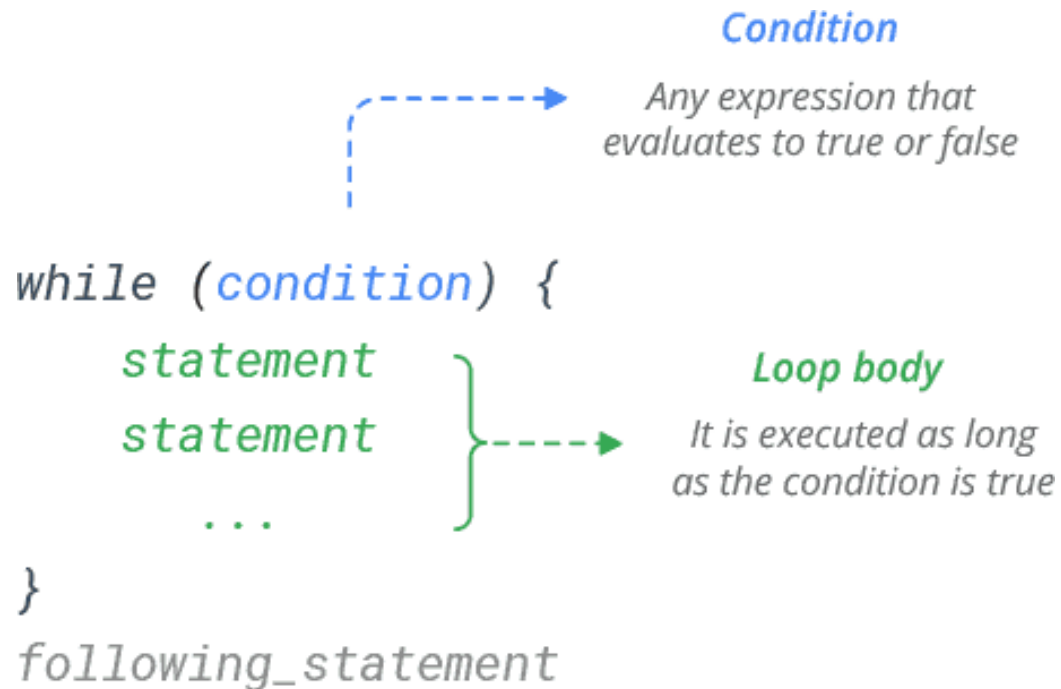 Condition
Any expression that
evaluates to true or false
while (condition) {
statement
statement
...
}
following_statement
Loop body
It is executed as long
as the condition is true